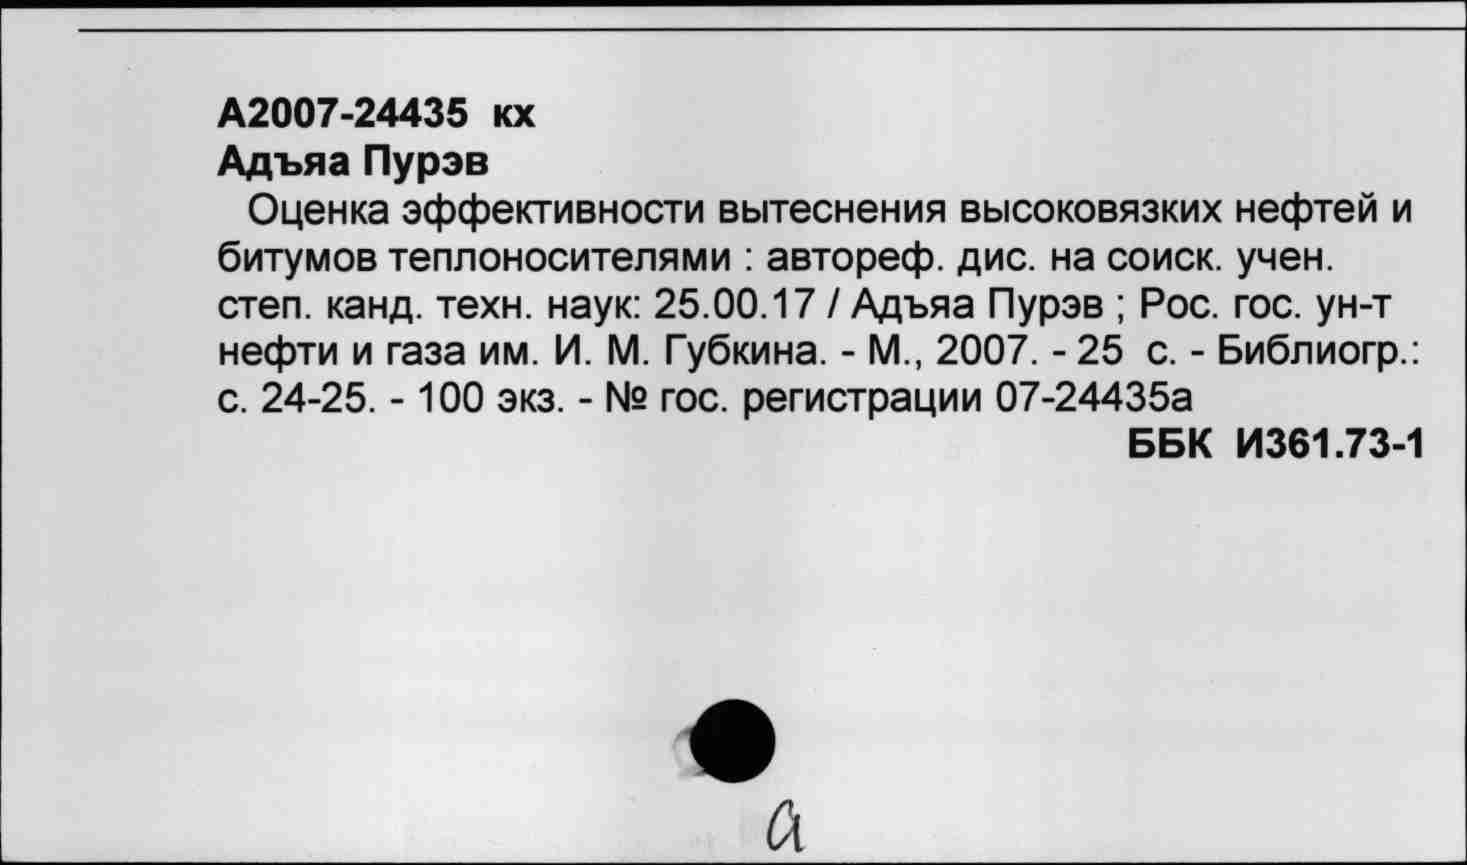 А2007-24435 кх
Адъяа Пурэв
Оценка эффективности вытеснения высоковязких нефтей и
битумов теплоносителями : автореф. дис. на соиск. учен.
степ. канд. техн. наук: 25.00.17 / Адъяа Пурэв ; Рос. гос. ун-т
нефти и газа им. И. М. Губкина. - М., 2007. - 25 с. - Библиогр.:
с. 24-25. - 100 экз. - № гос. регистрации 07-24435а
ББК И361.73-1
а